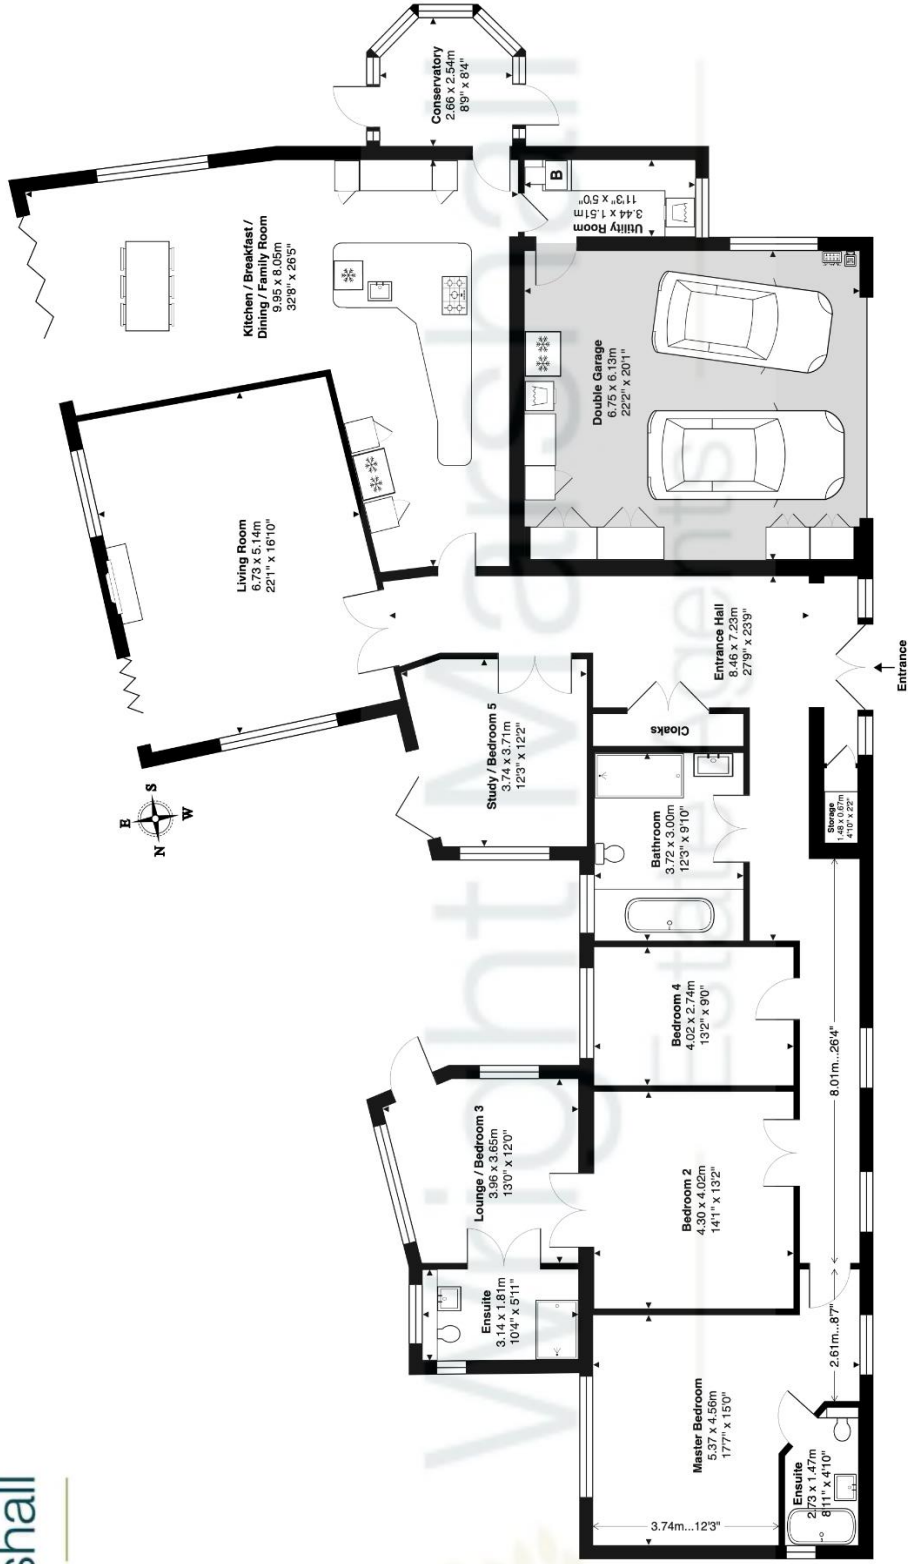 shall
Conservatory
2.66 x 2.54m
8'9" x 8'4"
Kitchen / Breakfast /
Dining / Family Room
9.95 x 8.05m
32'8" x 26'5"
B
Utility Room
3.44 x 1.51m
11'3" x 5'0"
Double Garage
6.75 x 6.13m
22'2" x 20'1"
Living Room
6.73 x 5.14m
22'1" x 16'10"
Entrance Hall
8.46 x 7.23m
27'9" x 23'9"
Entrance
Cloaks
Study / Bedroom 5
3.74 x 3.71m
12'3" x 12'2"
E
S
N
W
Storage
1.48 x 0.67m
4'10" x 2'2"
Bathroom
3.72 x 3.00m
12'3" x 9'10"
Bedroom 4
4.02 x 2.74m
13'2" x 9'0"
8.01m...26'4"
Lounge / Bedroom 3
3.96 x 3.65m
13'0" x 12'0"
Bedroom 2
4.30 x 4.02m
14'1" x 13'2"
Ensuite
3.14 x 1.81m
10'4" x 5'11"
2.61m...8'7"
Master Bedroom
5.37 x 4.56m
17'7" x 15'0"
3.74m...12'3"
Ensuite
2.73 x 1.47m
8'11" x 4'10"
Wright Marshall
Estate Agents